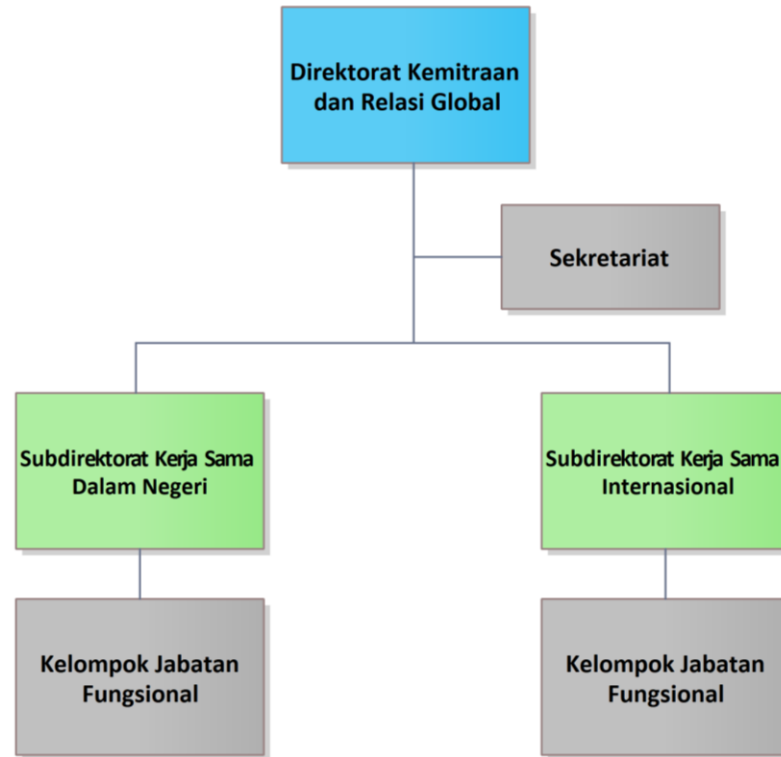 Direktorat Kemitraan
dan Relasi Global
Sekretariat
Subdirektorat Kerja Sama
Dalam Negeri
Subdirektorat Kerja Sama
Internasional
Kelompok Jabatan
Fungsional
Kelompok Jabatan
Fungsional